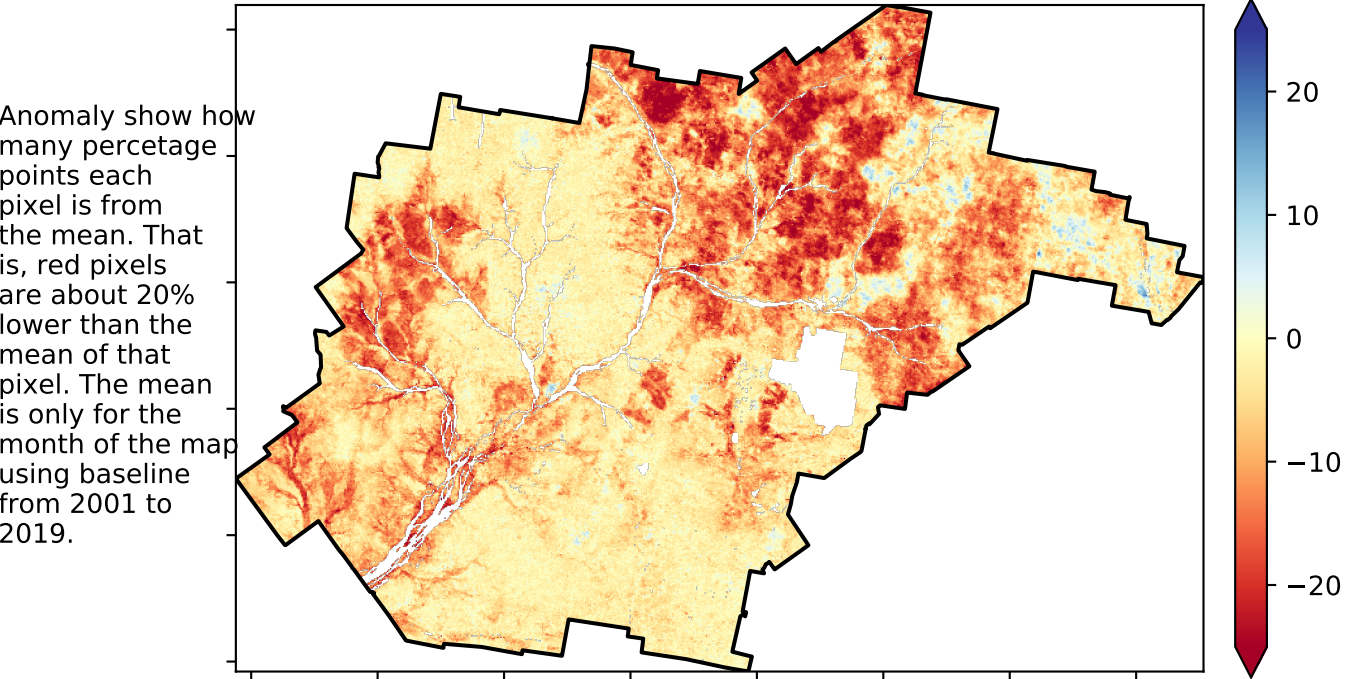 Anomaly show how
many percetage
points each
pixel is from
the mean. That
is, red pixels
are about 20%
lower than the
mean of that
pixel. The mean
is only for the
month of the map
using baseline
from 2001 to
2019.
20
10
0
−10
−20